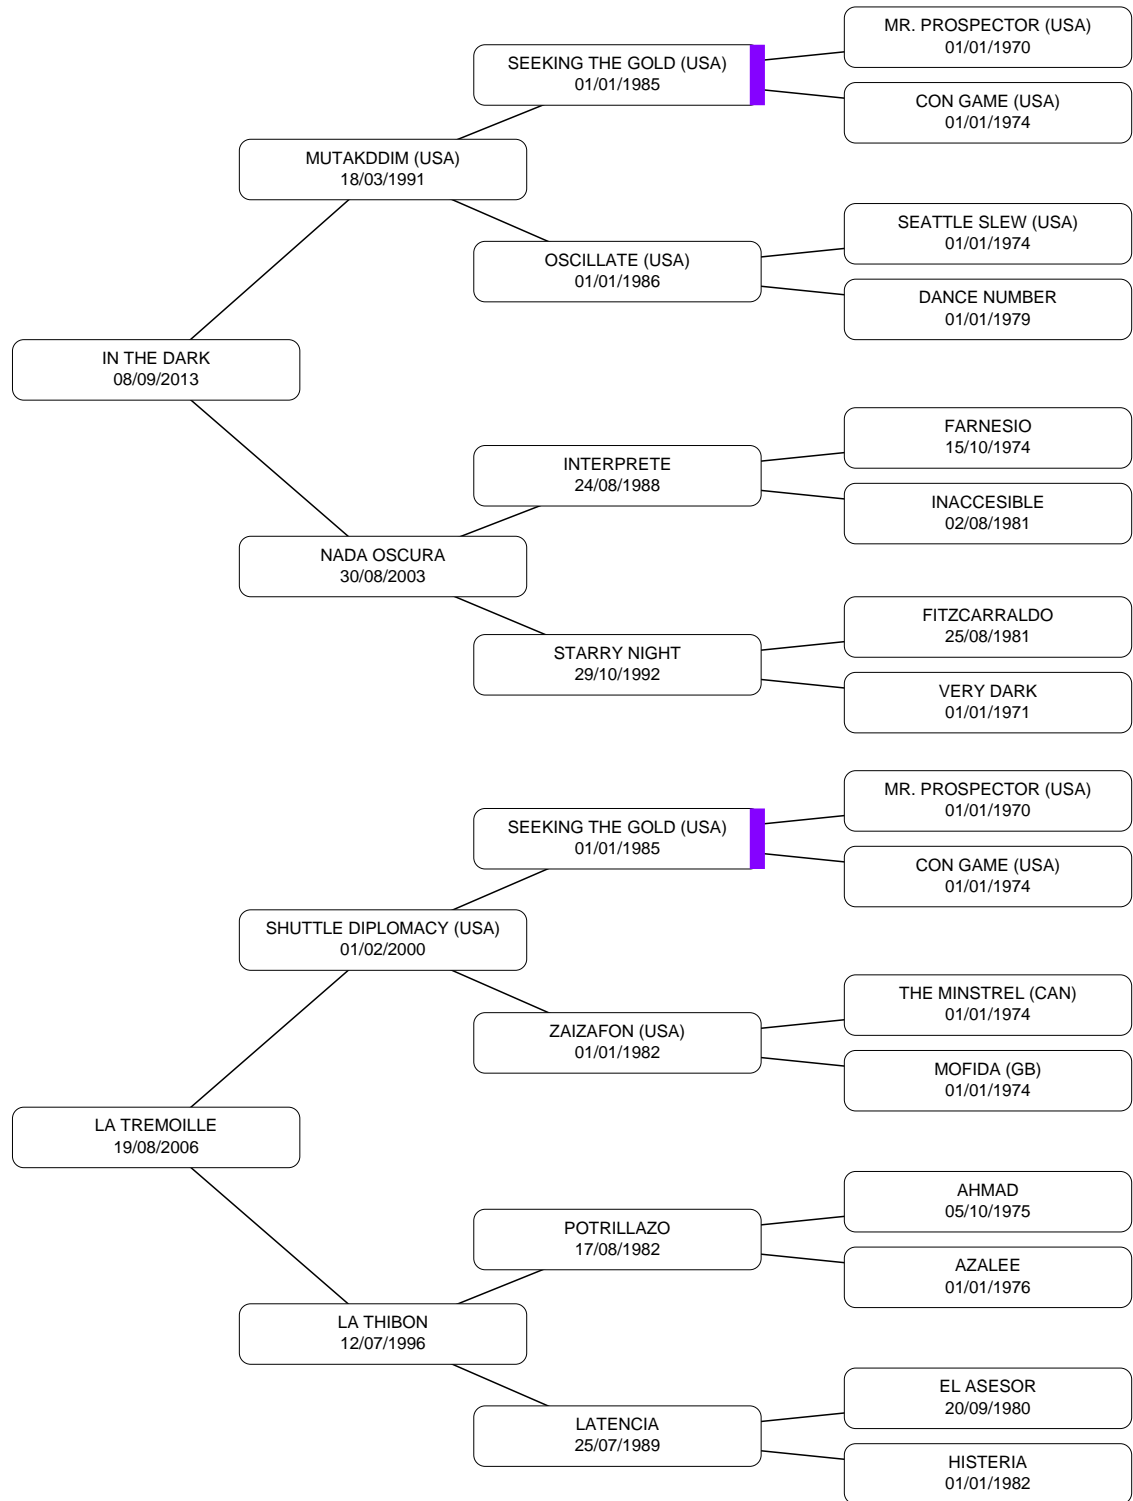 MR. PROSPECTOR (USA)
01/01/1970
SEEKING THE GOLD (USA)
01/01/1985
CON GAME (USA)
01/01/1974
MUTAKDDIM (USA)
18/03/1991
SEATTLE SLEW (USA)
01/01/1974
OSCILLATE (USA)
01/01/1986
DANCE NUMBER
01/01/1979
IN THE DARK
08/09/2013
FARNESIO
15/10/1974
INTERPRETE
24/08/1988
INACCESIBLE
02/08/1981
NADA OSCURA
30/08/2003
FITZCARRALDO
25/08/1981
STARRY NIGHT
29/10/1992
VERY DARK
01/01/1971
MR. PROSPECTOR (USA)
01/01/1970
SEEKING THE GOLD (USA)
01/01/1985
CON GAME (USA)
01/01/1974
SHUTTLE DIPLOMACY (USA)
01/02/2000
THE MINSTREL (CAN)
01/01/1974
ZAIZAFON (USA)
01/01/1982
MOFIDA (GB)
01/01/1974
LA TREMOILLE
19/08/2006
AHMAD
05/10/1975
POTRILLAZO
17/08/1982
AZALEE
01/01/1976
LA THIBON
12/07/1996
EL ASESOR
20/09/1980
LATENCIA
25/07/1989
HISTERIA
01/01/1982